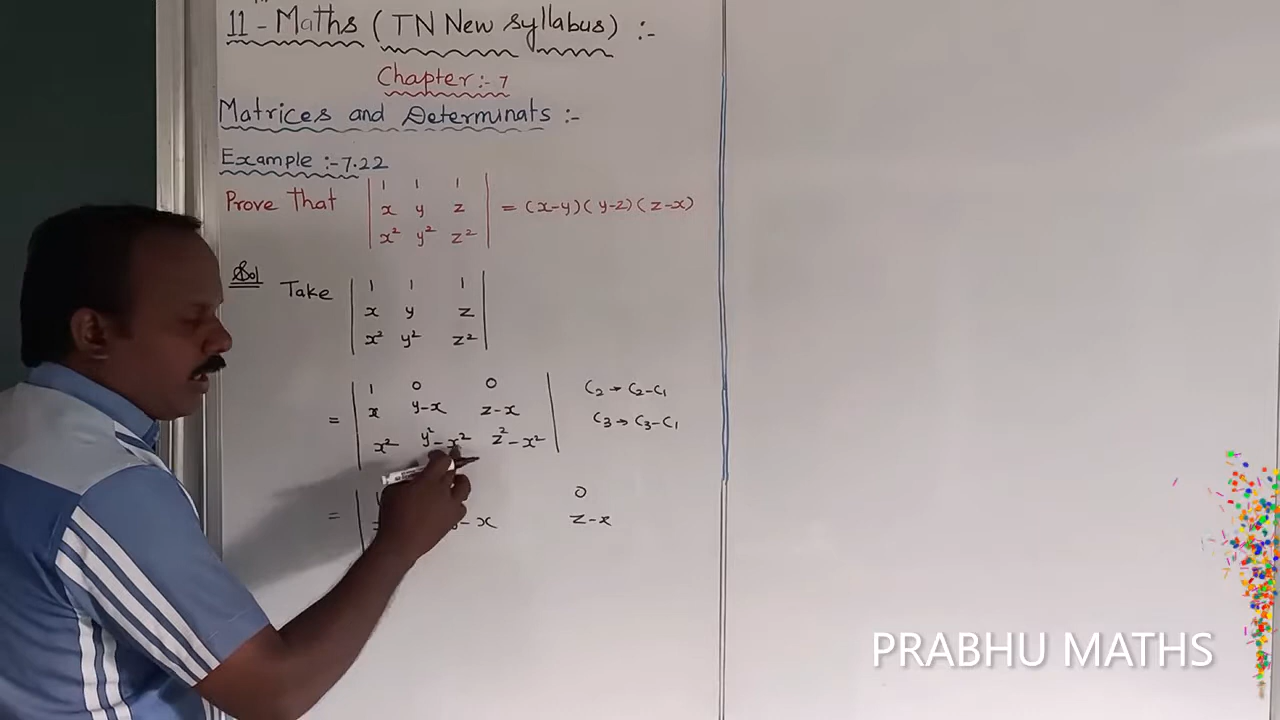 11 - Maths ( TN New syllabus) :-
Chapter :- 7
Matrices and Determinats :-
Example :- 7.22
Prove That | 1 1 1 |
| x y z | = (x-y)(y-z)(z-x)
| x² y² z² |
Sol Take | 1 1 1 |
| x y z |
| x² y² z² |
= | 1 0 0 | C₂ → C₂-C₁
| x y-x z-x | C₃ → C₃-C₁
| x² y²-x² z²-x² |
= | 1 0
- x z-x
PRABHU MATHS